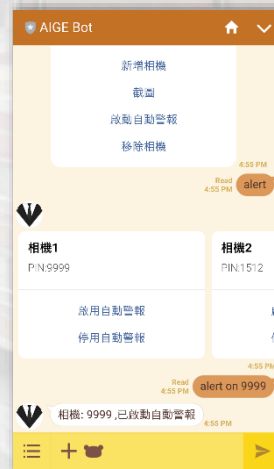 AIGE Bot
新增相機
截圖
啟動自動警報
移除相機
4:55 PM
Read
4:55 PM
alert
相機1
PIN:9999
啟用自動警報
停用自動警報
相機2
PIN:1512
4:55 PM
Read
4:55 PM
alert on 9999
相機: 9999 ,已啟動自動警報
4:55 PM